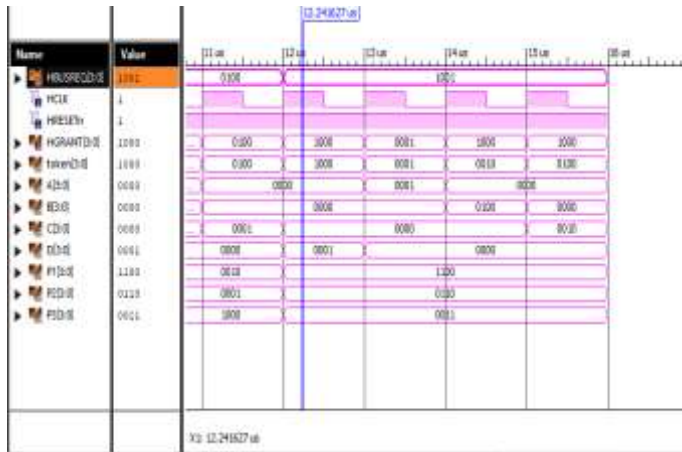 12.241627 us
Name Value 11 us 12 us 13 us 14 us 15 us 16 us
HBUSREQ[3:0] 1001 0100 1001
HCLK 1
HRESETn 1
HGRANT[3:0] 1000 0100 1000 0001 1000 1000
token[3:0] 1000 0100 1000 0001 0010 0100
A[3:0] 0000 0000 0001 0000
B[3:0] 0000 0000 0100 0000
C[3:0] 0000 0001 0000 0010
D[3:0] 0001 0000 0001 0000
P1[3:0] 1100 0010 1100
P2[3:0] 0110 0001 0110
P3[3:0] 0011 1000 0011
X1: 12.241627 us